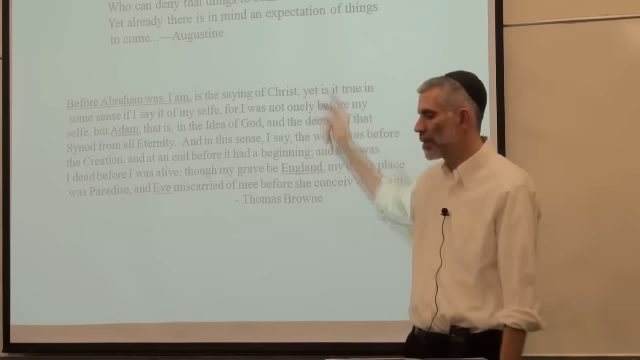 Who can deny that things to
Yet already there is in mind an expectation of things
to come...—Augustine
Before Abraham was, I am, is the saying of Christ, yet is it true in
some sense if I say it of my selfe, for I was not onely before my
selfe, but Adam, that is, in the Idea of God, and the of that
Synod from all Eternity. And in this sense, I say, the was before
the Creation, and at an end before it had a beginning; and was
I dead before I was alive; though my grave be England, my place
was Paradise, and Eve miscarried of mee before she conceiv
- Thomas Browne